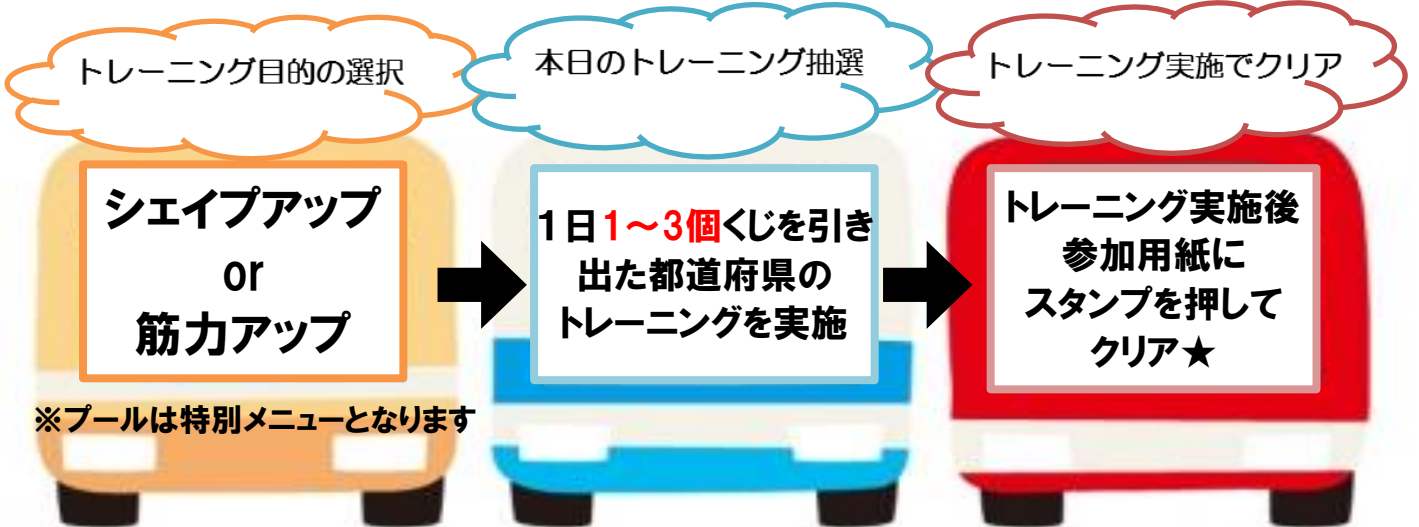 トレーニング目的の選択
シェイプアップ
or
筋力アップ
※プールは特別メニューとなります
本日のトレーニング抽選
1日1～3個くじを引き
出た都道府県の
トレーニングを実施
トレーニング実施でクリア
トレーニング実施後
参加用紙に
スタンプを押して
クリア★